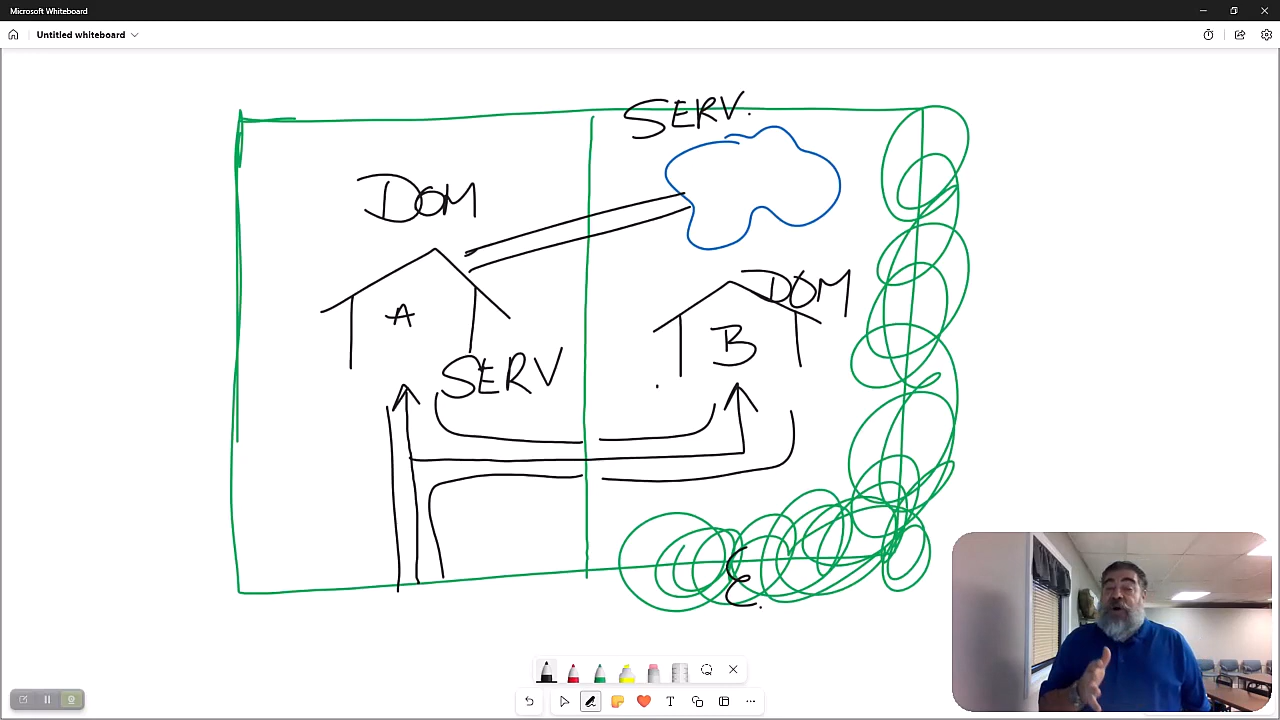 Microsoft Whiteboard
Untitled whiteboard
SERV.
DOM
DOM
A
B
SERV
T